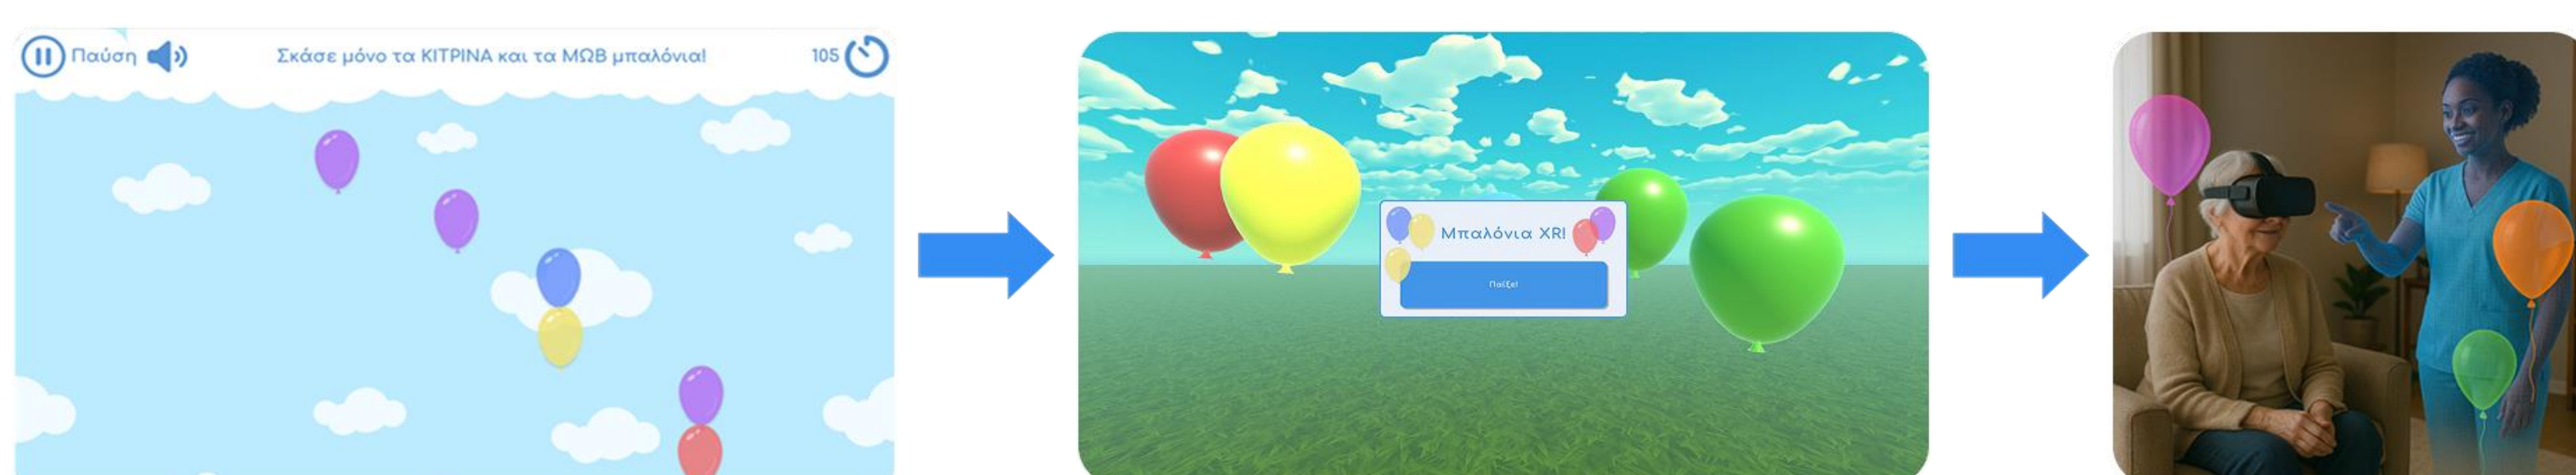 Παύση
Σκάσε μόνο τα ΚΙΤΡΙΝΑ και τα ΜΩΒ μπαλόνια!
105
Μπαλόνια XR!
Παίξε!